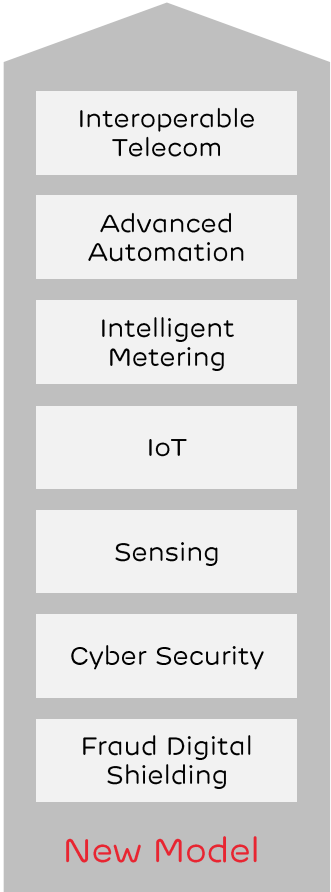 Interoperable
Telecom
Advanced
Automation
Intelligent
Metering
IoT
Sensing
Cyber Security
Fraud Digital
Shielding
New Model